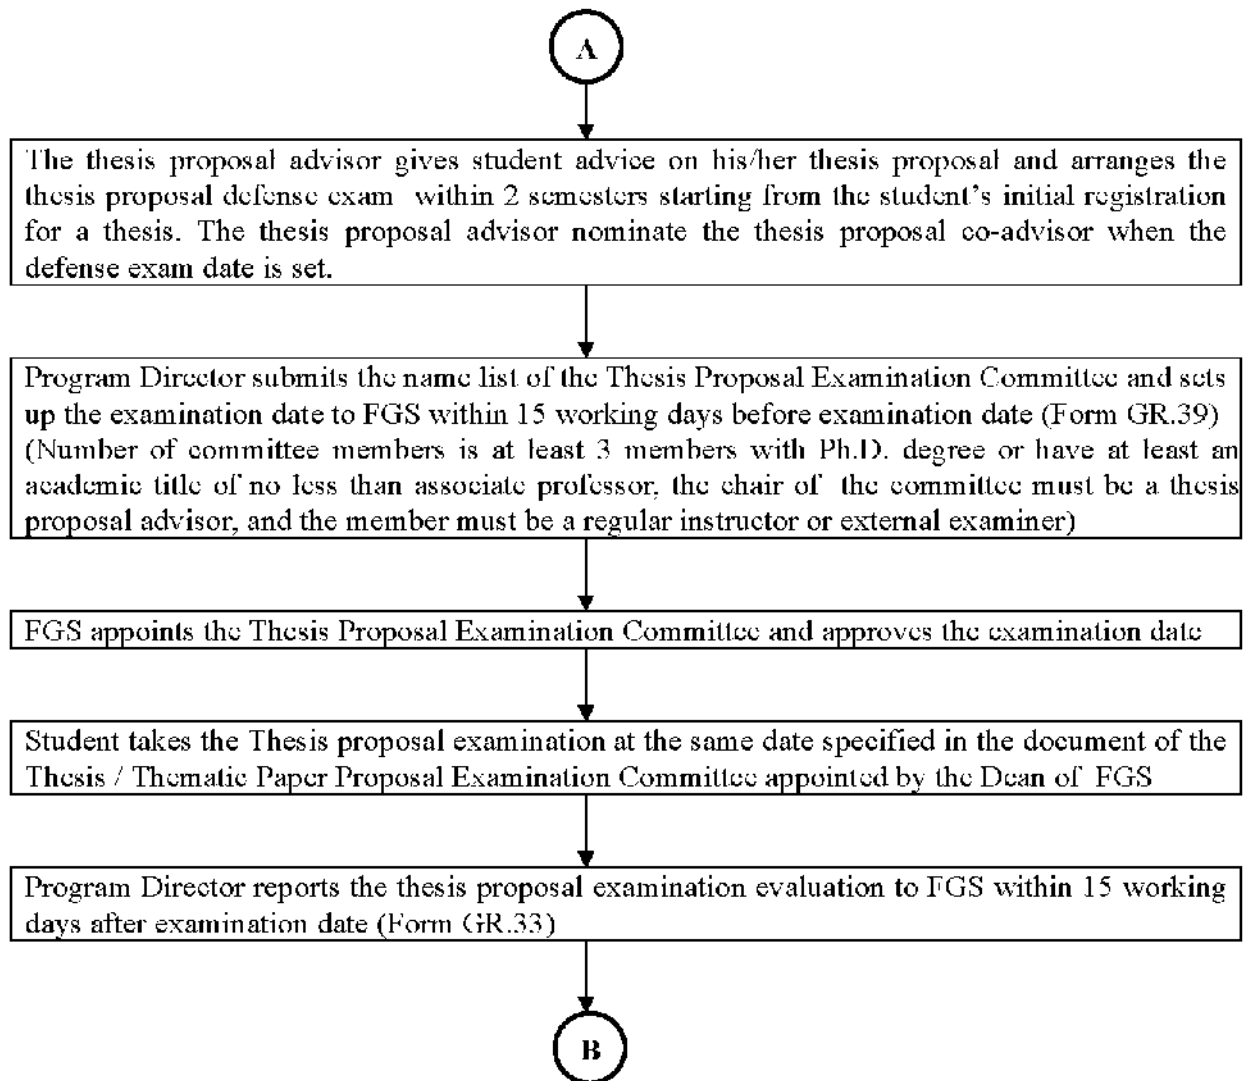 A
The thesis proposal advisor gives student advice on his/her thesis proposal and arranges the
thesis proposal defense exam within 2 semesters starting from the student's initial registration
for a thesis. The thesis proposal advisor nominate the thesis proposal co-advisor when the
defense exam date is set.
Program Director submits the name list of the Thesis Proposal Examination Committee and sets
up the examination date to FGS within 15 working days before examination date (Form GR.39)
(Number of committee members is at least 3 members with Ph.D. degree or have at least an
academic title of no less than associate professor, the chair of the committee must be a thesis
proposal advisor, and the member must be a regular instructor or external examiner)
FGS appoints the Thesis Proposal Examination Committee and approves the examination date
Student takes the Thesis proposal examination at the same date specified in the document of the
Thesis / Thematic Paper Proposal Examination Committee appointed by the Dean of FGS
Program Director reports the thesis proposal examination evaluation to FGS within 15 working
days after examination date (Form GR.33)
B